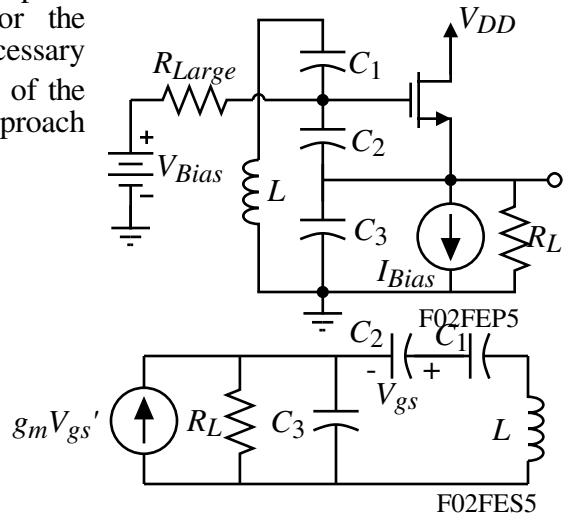 or the
cessary
of the
proach
V_DD
R_Large
C_1
+
V_Bias
-
C_2
L
C_3
I_Bias
R_L
F02FEP5
C_2
C_1
- V_gs +
g_mV_gs'
R_L
C_3
L
F02FES5